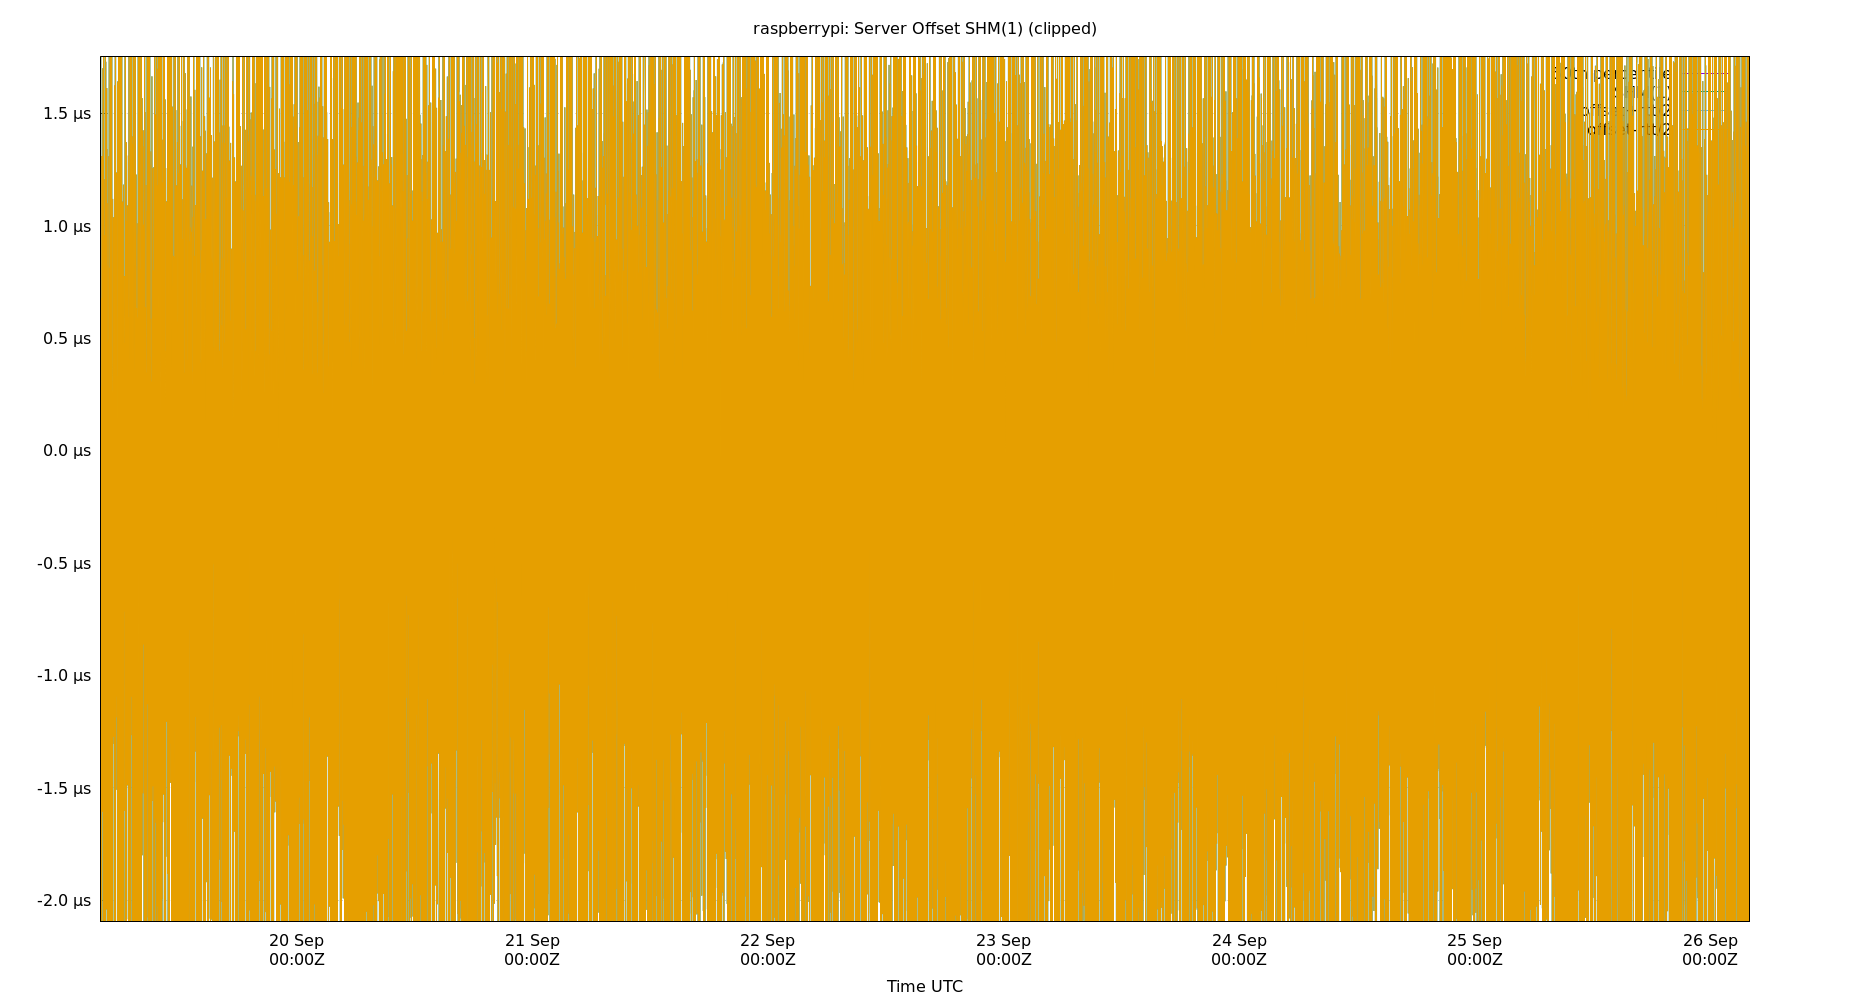 raspberrypi: Server Offset SHM(1) (clipped)
1.5 µs
1.0 µs
0.5 µs
0.0 µs
-0.5 µs
-1.0 µs
-1.5 µs
-2.0 µs
20 Sep
00:00Z
21 Sep
00:00Z
22 Sep
00:00Z
23 Sep
00:00Z
24 Sep
00:00Z
25 Sep
00:00Z
26 Sep
00:00Z
Time UTC